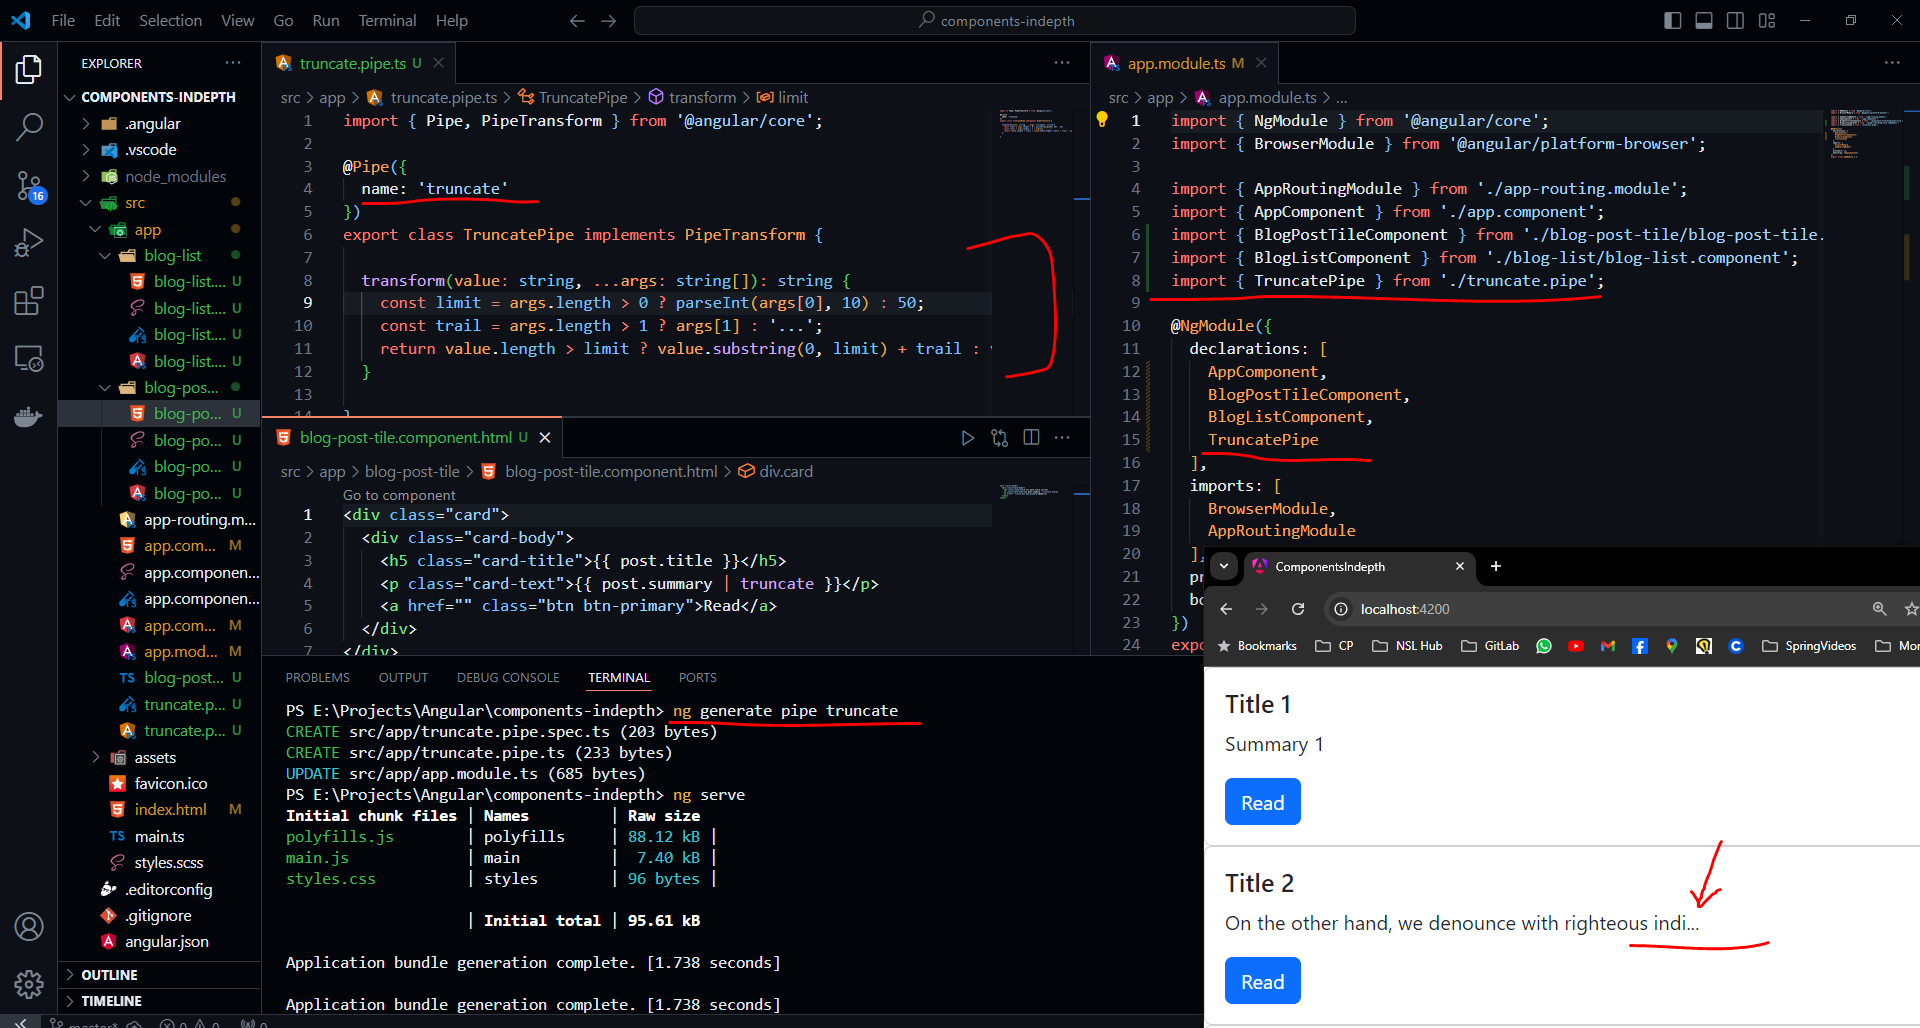 File Edit Selection View Go Run Terminal Help
components-indepth
EXPLORER
COMPONENTS-INDEPTH
.angular
.vscode
node_modules
src
app
blog-list
blog-list.... U
blog-list.... U
blog-list.... U
blog-list.... U
blog-pos...
blog-po... U
blog-po... U
blog-po... U
blog-po... U
app-routing.m...
app.com... M
app.componen...
app.componen...
app.com... M
app.mod... M
TS blog-post... U
truncate.p... U
truncate.p... U
assets
favicon.ico
index.html M
TS main.ts
styles.scss
.editorconfig
.gitignore
angular.json
OUTLINE
TIMELINE
16
truncate.pipe.ts U
src > app > truncate.pipe.ts > TruncatePipe > transform > limit
1 import { Pipe, PipeTransform } from '@angular/core';
2
3 @Pipe({
4 name: 'truncate'
5 })
6 export class TruncatePipe implements PipeTransform {
7
8 transform(value: string, ...args: string[]): string {
9 const limit = args.length > 0 ? parseInt(args[0], 10) : 50;
10 const trail = args.length > 1 ? args[1] : '...';
11 return value.length > limit ? value.substring(0, limit) + trail :
12 }
13
14 }
blog-post-tile.component.html U
src > app > blog-post-tile > blog-post-tile.component.html > div.card
Go to component
1 <div class="card">
2 <div class="card-body">
3 <h5 class="card-title">{{ post.title }}</h5>
4 <p class="card-text">{{ post.summary | truncate }}</p>
5 <a href="" class="btn btn-primary">Read</a>
6 </div>
7 </div>
PROBLEMS OUTPUT DEBUG CONSOLE TERMINAL PORTS
PS E:\Projects\Angular\components-indepth> ng generate pipe truncate
CREATE src/app/truncate.pipe.spec.ts (203 bytes)
CREATE src/app/truncate.pipe.ts (233 bytes)
UPDATE src/app/app.module.ts (685 bytes)
PS E:\Projects\Angular\components-indepth> ng serve
Initial chunk files | Names | Raw size
polyfills.js | polyfills | 88.12 kB |
main.js | main | 7.40 kB |
styles.css | styles | 96 bytes |
| Initial total | 95.61 kB
Application bundle generation complete. [1.738 seconds]
Application bundle generation complete. [1.738 seconds]
app.module.ts M
src > app > app.module.ts > ...
1 import { NgModule } from '@angular/core';
2 import { BrowserModule } from '@angular/platform-browser';
3
4 import { AppRoutingModule } from './app-routing.module';
5 import { AppComponent } from './app.component';
6 import { BlogPostTileComponent } from './blog-post-tile/blog-post-tile.
7 import { BlogListComponent } from './blog-list/blog-list.component';
8 import { TruncatePipe } from './truncate.pipe';
9
10 @NgModule({
11 declarations: [
12 AppComponent,
13 BlogPostTileComponent,
14 BlogListComponent,
15 TruncatePipe
16 ],
17 imports: [
18 BrowserModule,
19 AppRoutingModule
20 ],
21 pr
22 bo
23 })
24 expo
ComponentsIndepth
localhost:4200
Bookmarks CP NSL Hub GitLab SpringVideos Mor
Title 1
Summary 1
Read
Title 2
On the other hand, we denounce with righteous indi...
Read
master* 0 0 0